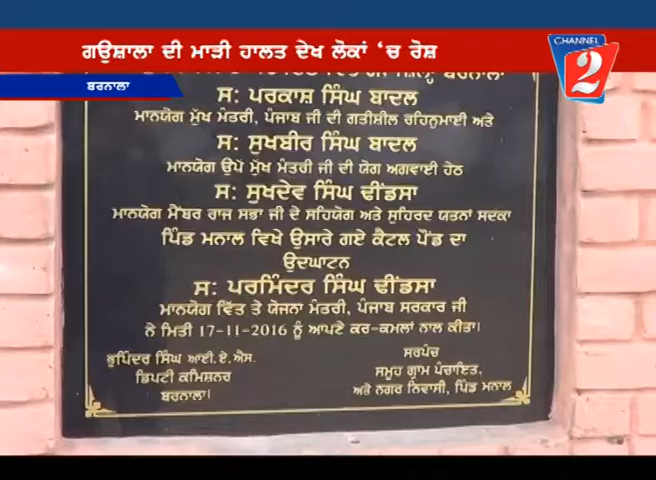 ਗਊਸ਼ਾਲਾ ਦੀ ਮਾੜੀ ਹਾਲਤ ਦੇਖ ਲੋਕਾਂ ‘ਚ ਰੋਸ਼
CHANNEL
2
ਬਰਨਾਲਾ
ਬਰਨਾਲਾ
ਸ: ਪਰਕਾਸ਼ ਸਿੰਘ ਬਾਦਲ
ਮਾਨਯੋਗ ਮੁੱਖ ਮੰਤਰੀ, ਪੰਜਾਬ ਜੀ ਦੀ ਗਤੀਸ਼ੀਲ ਰਹਿਨੁਮਾਈ ਅਤੇ
ਸ: ਸੁਖਬੀਰ ਸਿੰਘ ਬਾਦਲ
ਮਾਨਯੋਗ ਉਪ ਮੁੱਖ ਮੰਤਰੀ ਜੀ ਦੀ ਯੋਗ ਅਗਵਾਈ ਹੇਠ
ਸ: ਸੁਖਦੇਵ ਸਿੰਘ ਢੀਂਡਸਾ
ਮਾਨਯੋਗ ਮੈਂਬਰ ਰਾਜ ਸਭਾ ਜੀ ਦੇ ਸਹਿਯੋਗ ਅਤੇ ਸੁਹਿਰਦ ਯਤਨਾਂ ਸਦਕਾ
ਪਿੰਡ ਮਨਾਲ ਵਿਖੇ ਉਸਾਰੇ ਗਏ ਕੈਟਲ ਪੌਂਡ ਦਾ
ਉਦਘਾਟਨ
ਸ: ਪਰਮਿੰਦਰ ਸਿੰਘ ਢੀਂਡਸਾ
ਮਾਨਯੋਗ ਵਿੱਤ ਤੇ ਯੋਜਨਾ ਮੰਤਰੀ, ਪੰਜਾਬ ਸਰਕਾਰ ਜੀ
ਨੇ ਮਿਤੀ 17-11-2016 ਨੂੰ ਆਪਣੇ ਕਰ-ਕਮਲਾਂ ਨਾਲ ਕੀਤਾ।
ਭੁਪਿੰਦਰ ਸਿੰਘ ਆਈ.ਏ.ਐਸ.
ਡਿਪਟੀ ਕਮਿਸ਼ਨਰ
ਬਰਨਾਲਾ।
ਸਰਪੰਚ
ਸਮੂਹ ਗ੍ਰਾਮ ਪੰਚਾਇਤ,
ਅਤੇ ਨਗਰ ਨਿਵਾਸੀ, ਪਿੰਡ ਮਨਾਲ